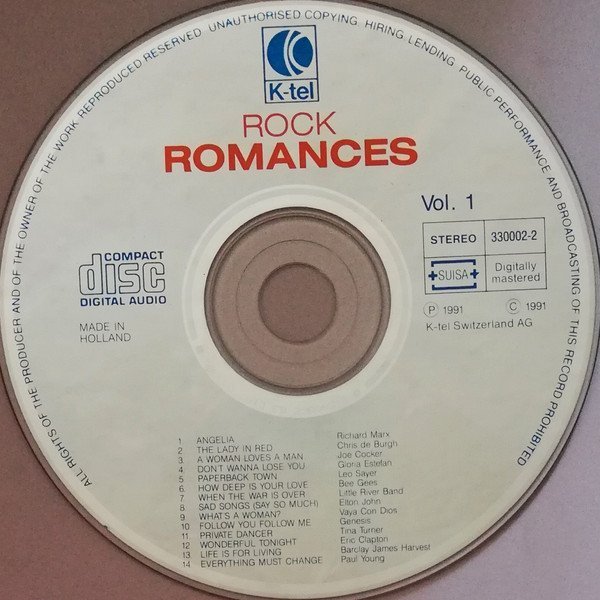 ALL RIGHTS OF THE PRODUCER AND OF THE OWNER OF THE WORK REPRODUCED RESERVED. UNAUTHORISED COPYING, HIRING, LENDING, PUBLIC PERFORMANCE AND BROADCASTING OF THIS RECORD PROHIBITED
K-tel
ROCK
ROMANCES
Vol. 1
STEREO 330002-2
SUISA Digitally mastered
Ⓟ 1991 Ⓒ 1991
K-tel Switzerland AG
COMPACT
disc
DIGITAL AUDIO
MADE IN
HOLLAND
1 ANGELIA Richard Marx
2 THE LADY IN RED Chris de Burgh
3 A WOMAN LOVES A MAN Joe Cocker
4 DON'T WANNA LOSE YOU Gloria Estefan
5 PAPERBACK TOWN Leo Sayer
6 HOW DEEP IS YOUR LOVE Bee Gees
7 WHEN THE WAR IS OVER Little River Band
8 SAD SONGS (SAY SO MUCH) Elton John
9 WHAT'S A WOMAN? Vaya Con Dios
10 FOLLOW YOU FOLLOW ME Genesis
11 PRIVATE DANCER Tina Turner
12 WONDERFUL TONIGHT Eric Clapton
13 LIFE IS FOR LIVING Barclay James Harvest
14 EVERYTHING MUST CHANGE Paul Young